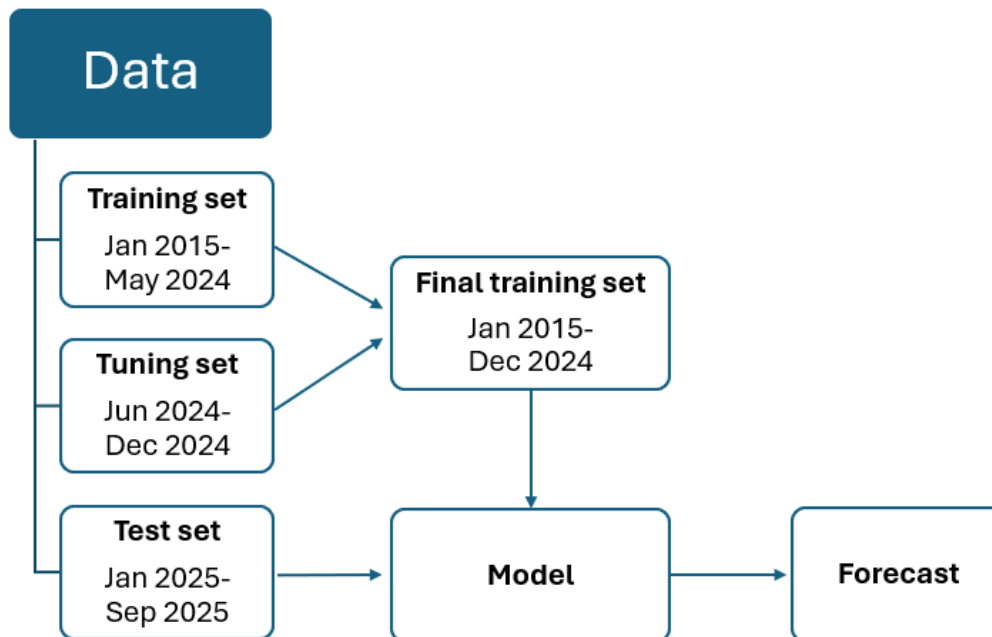 Data
Training set
Jan 2015-
May 2024
Tuning set
Jun 2024-
Dec 2024
Test set
Jan 2025-
Sep 2025
Final training set
Jan 2015-
Dec 2024
Model
Forecast